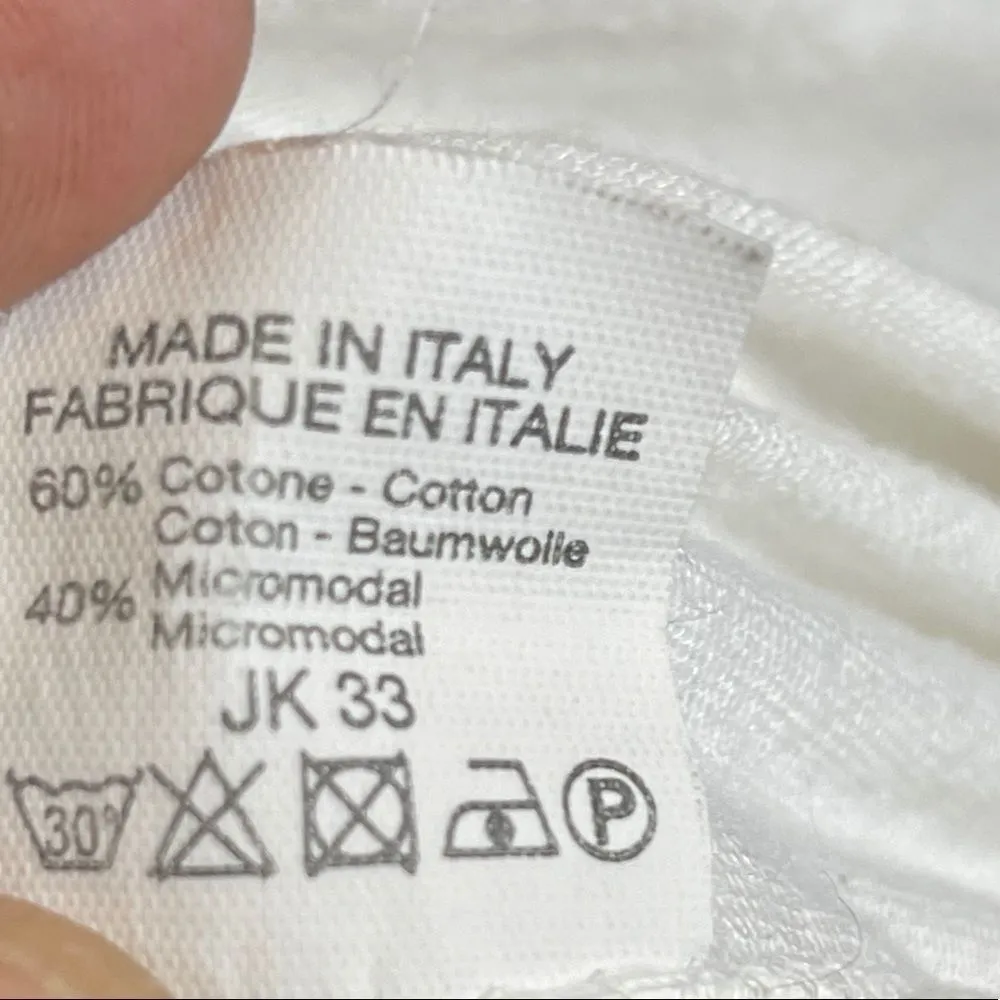 MADE IN ITALY
FABRIQUE EN ITALIE
60% Cotone - Cotton
Coton - Baumwolle
40% Micromodal
Micromodal
JK 33
30° P